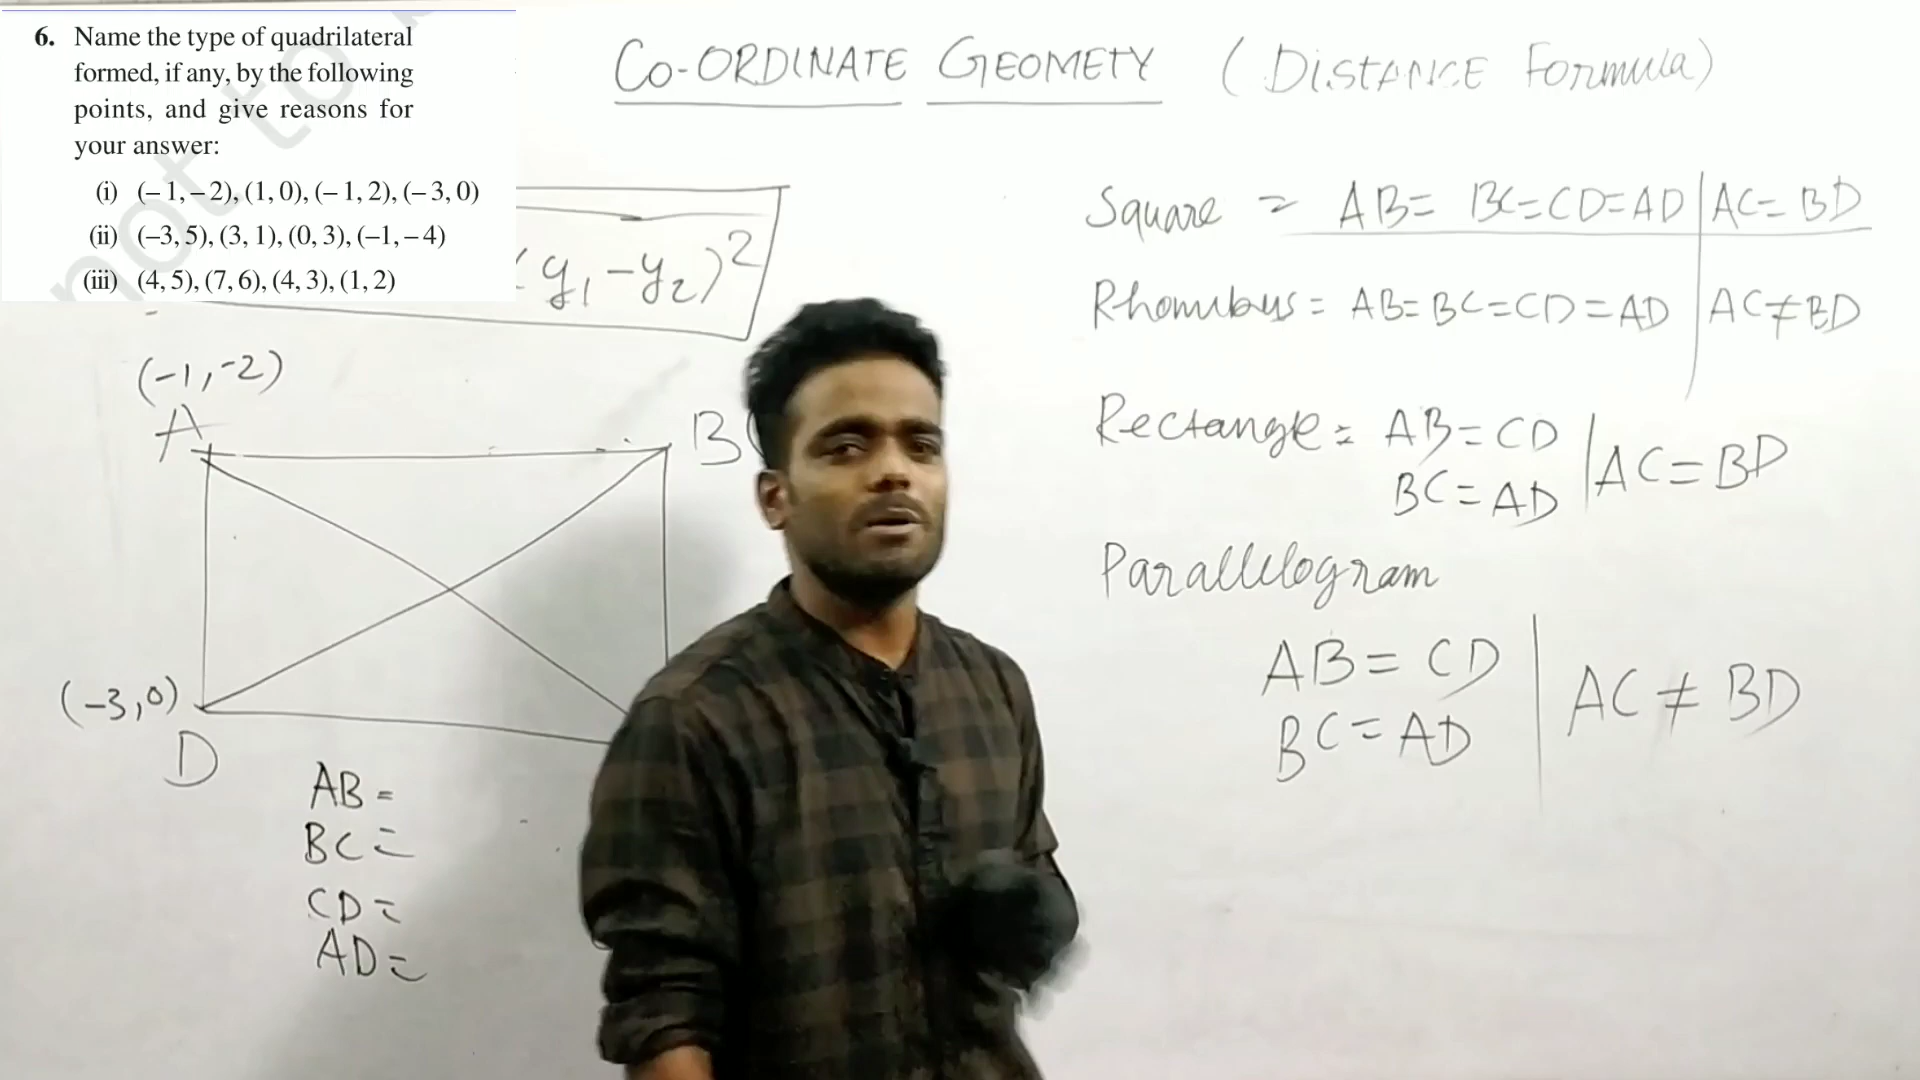 6. Name the type of quadrilateral
formed, if any, by the following
points, and give reasons for
your answer:
(i) (– 1, – 2), (1, 0), (– 1, 2), (– 3, 0)
(ii) (–3, 5), (3, 1), (0, 3), (–1, – 4)
(iii) (4, 5), (7, 6), (4, 3), (1, 2)
CO-ORDINATE GEOMETY (DISTANCE FORMULA)
(y1-y2)2
Square = AB= BC=CD=AD | AC=BD
Rhombus = AB=BC=CD=AD | AC≠BD
Rectangle = AB=CD | AC=BD
BC=AD
Parallelogram
AB=CD | AC≠BD
BC=AD
(-1,-2)
A
B
(-3,0)
D
AB=
BC=
CD=
AD=